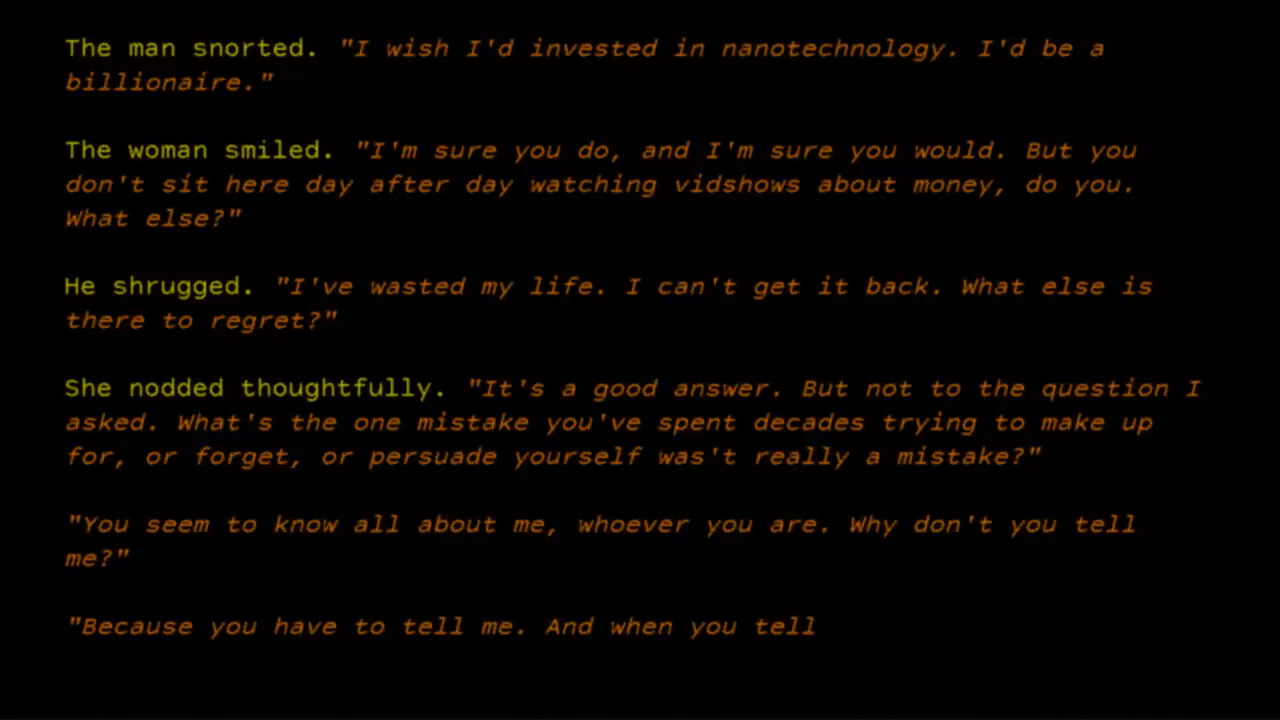 The man snorted. "I wish I'd invested in nanotechnology. I'd be a
billionaire."
The woman smiled. "I'm sure you do, and I'm sure you would. But you
don't sit here day after day watching vidshows about money, do you.
What else?"
He shrugged. "I've wasted my life. I can't get it back. What else is
there to regret?"
She nodded thoughtfully. "It's a good answer. But not to the question I
asked. What's the one mistake you've spent decades trying to make up
for, or forget, or persuade yourself was't really a mistake?"
"You seem to know all about me, whoever you are. Why don't you tell
me?"
"Because you have to tell me. And when you tell